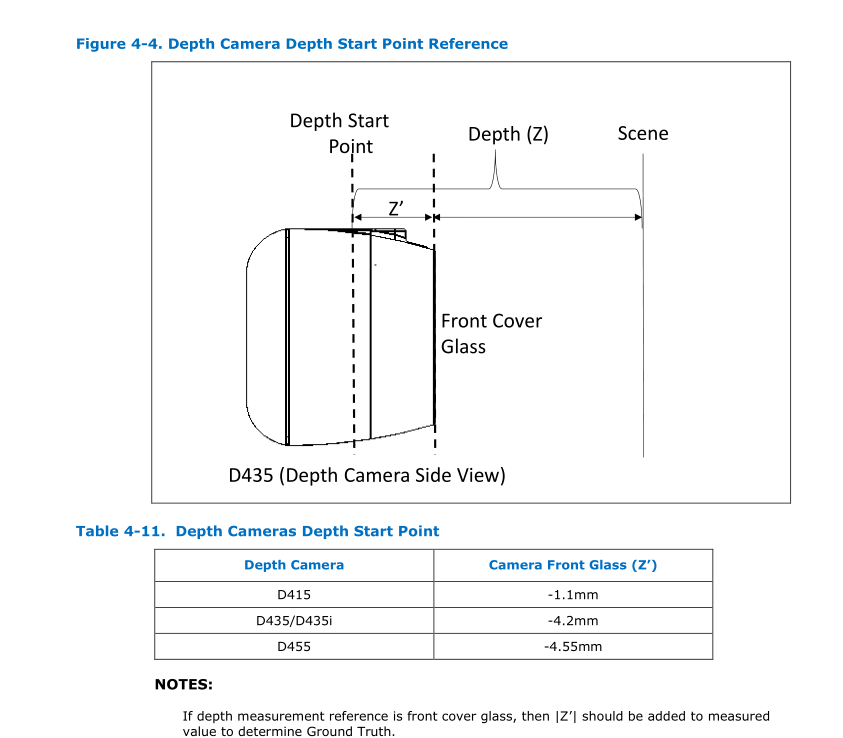 Figure 4-4. Depth Camera Depth Start Point Reference
Depth Start
Point
Depth (Z)
Scene
Z’
Front Cover
Glass
D435 (Depth Camera Side View)
Table 4-11. Depth Cameras Depth Start Point
Depth Camera Camera Front Glass (Z’)
D415 -1.1mm
D435/D435i -4.2mm
D455 -4.55mm
NOTES:
If depth measurement reference is front cover glass, then |Z’| should be added to measured
value to determine Ground Truth.